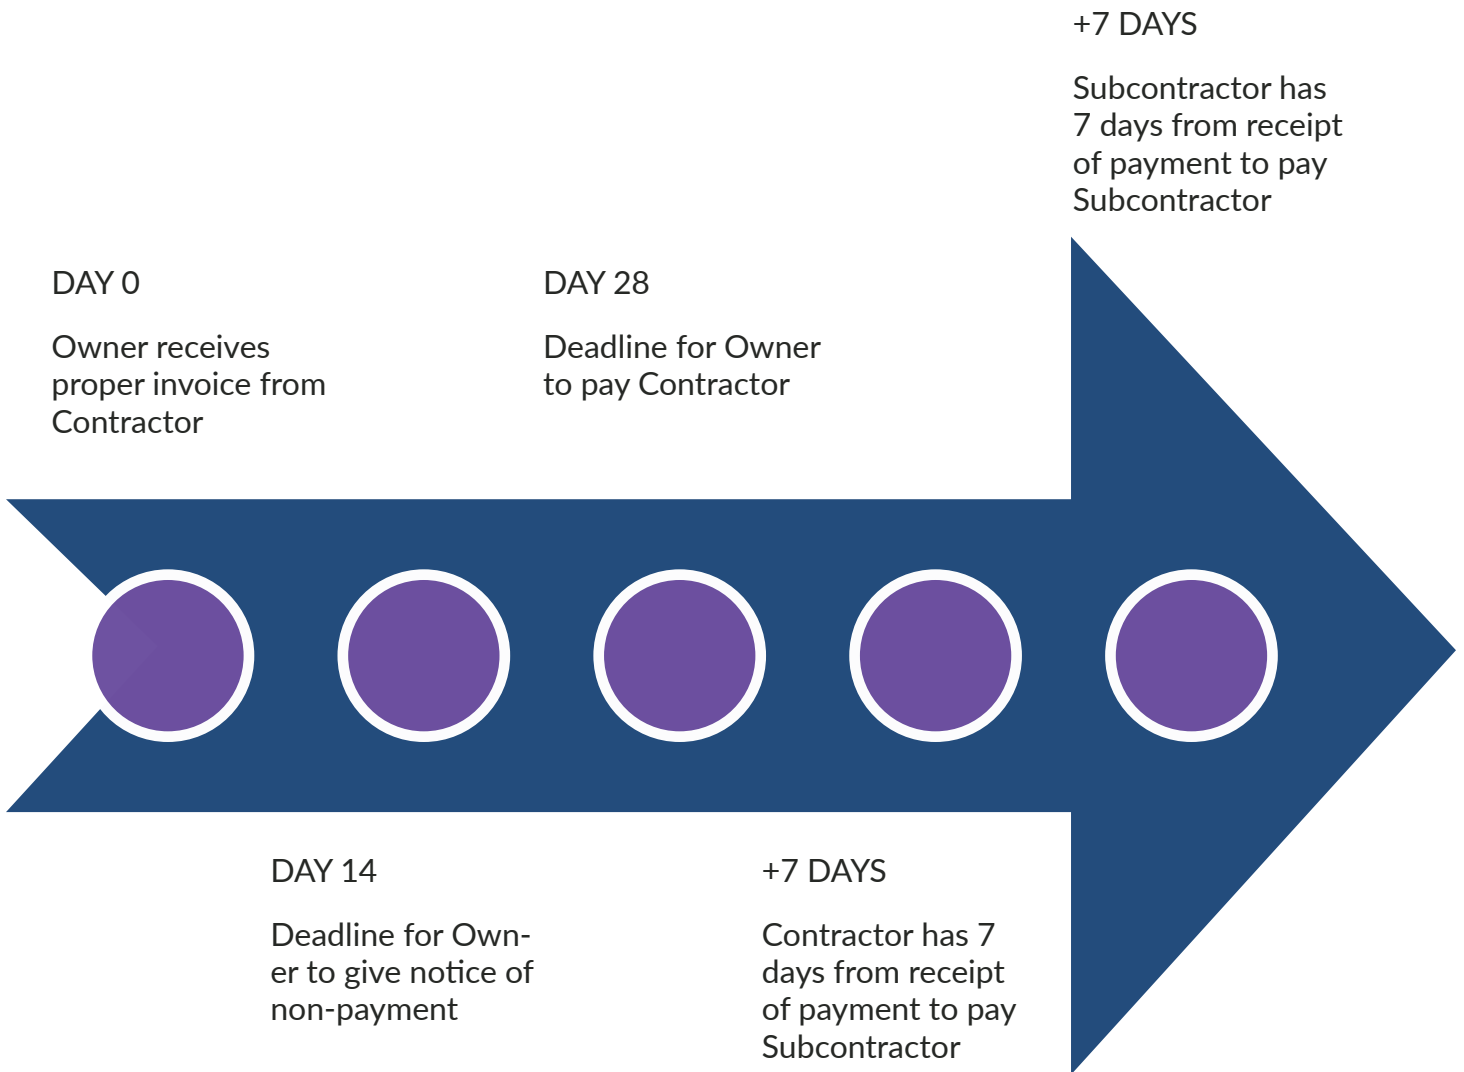 DAY 0
Owner receives
proper invoice from
Contractor
DAY 14
Deadline for Own-
er to give notice of
non-payment
DAY 28
Deadline for Owner
to pay Contractor
+7 DAYS
Contractor has 7
days from receipt
of payment to pay
Subcontractor
+7 DAYS
Subcontractor has
7 days from receipt
of payment to pay
Subcontractor